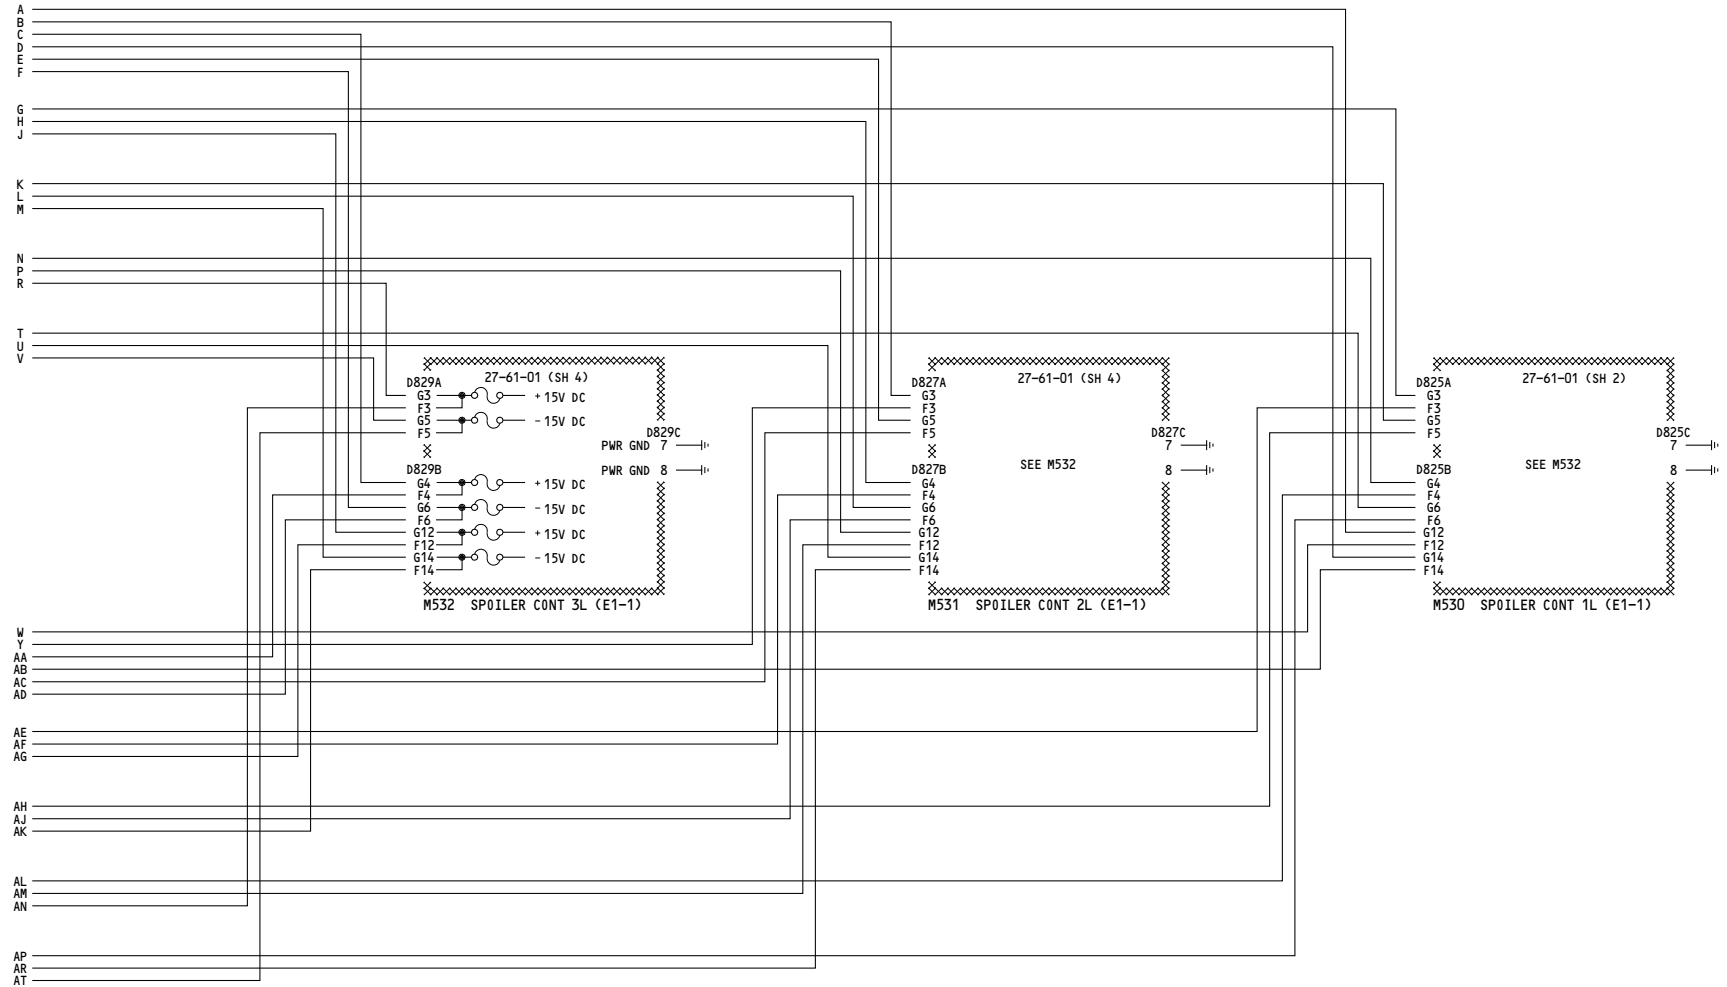 A
B
C
D
E
F
G
H
J
K
L
M
N
P
R
T
U
V
27-61-01 (SH 4)
D829A
G3
+15V DC
F3
G5
-15V DC
F5
D829C
PWR GND 7
D829B
PWR GND 8
G4
+15V DC
F4
G6
-15V DC
F6
G12
+15V DC
F12
G14
-15V DC
F14
M532 SPOILER CONT 3L (E1-1)
27-61-01 (SH 4)
D827A
G3
F3
G5
F5
D827C
7
SEE M532
D827B
8
G4
F4
G6
F6
G12
F12
G14
F14
M531 SPOILER CONT 2L (E1-1)
27-61-01 (SH 2)
D825A
G3
F3
G5
F5
D825C
7
SEE M532
D825B
8
G4
F4
G6
F6
G12
F12
G14
F14
M530 SPOILER CONT 1L (E1-1)
W
Y
AA
AB
AC
AD
AE
AF
AG
AH
AJ
AK
AL
AM
AN
AP
AR
AT